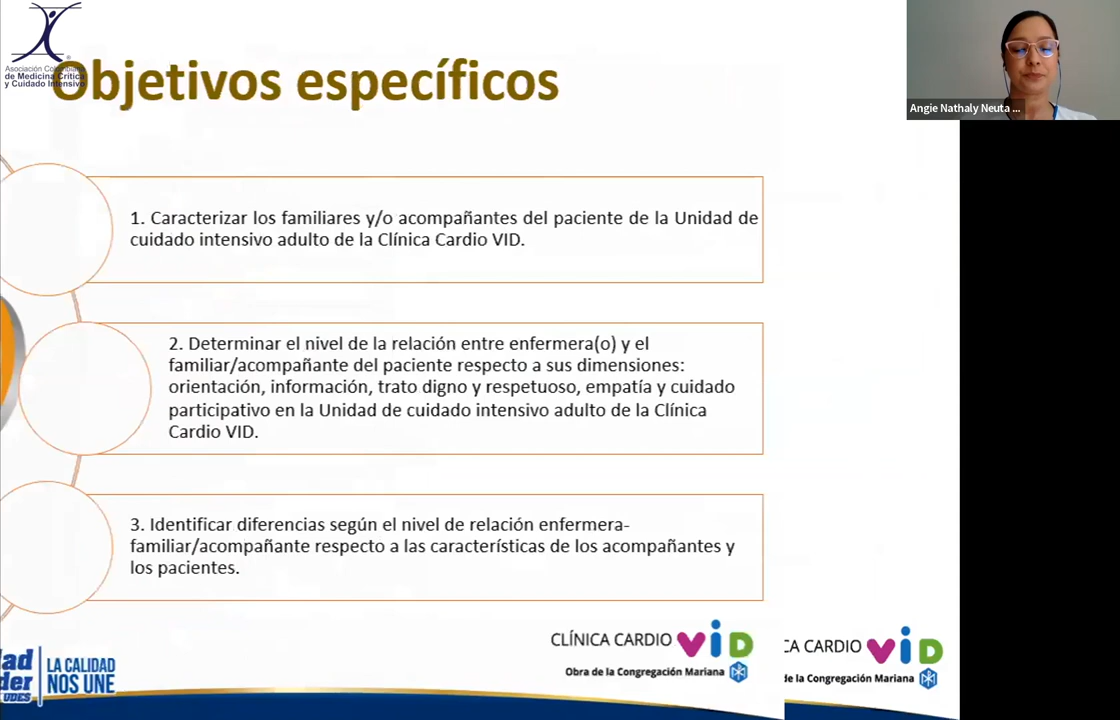 Asociación Colombiana
de Medicina Crítica
y Cuidado Intensivo
Objetivos específicos
Angie Nathaly Neuta ...
1. Caracterizar los familiares y/o acompañantes del paciente de la Unidad de
cuidado intensivo adulto de la Clínica Cardio VID.
2. Determinar el nivel de la relación entre enfermera(o) y el
familiar/acompañante del paciente respecto a sus dimensiones:
orientación, información, trato digno y respetuoso, empatía y cuidado
participativo en la Unidad de cuidado intensivo adulto de la Clínica
Cardio VID.
3. Identificar diferencias según el nivel de relación enfermera-
familiar/acompañante respecto a las características de los acompañantes y
los pacientes.
CLÍNICA CARDIO VID
Obra de la Congregación Mariana
CA CARDIO VID
de la Congregación Mariana
ad
der
UDES
LA CALIDAD
NOS UNE